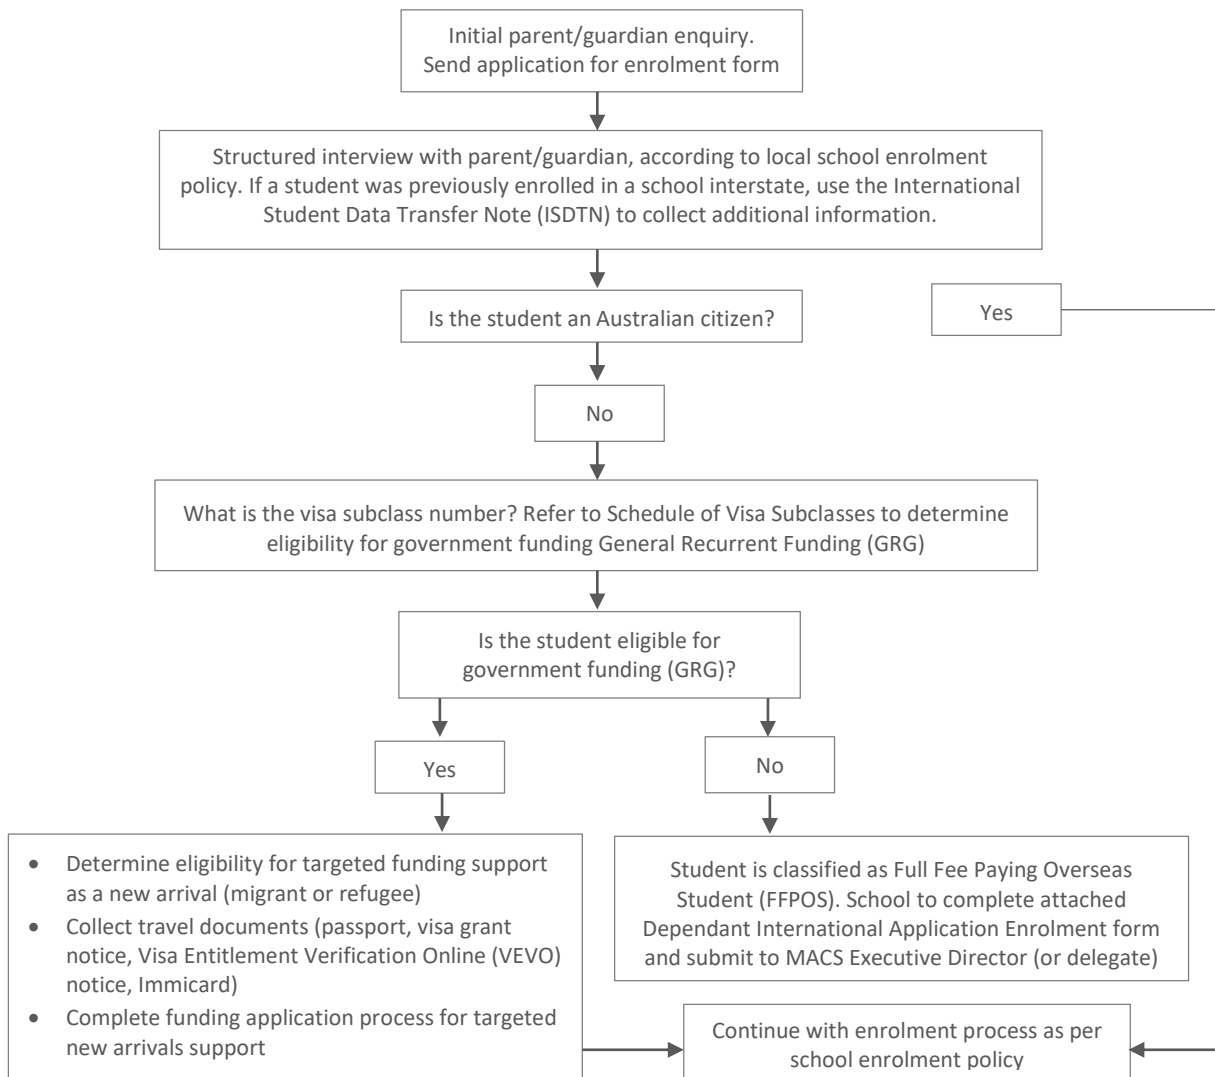 Initial parent/guardian enquiry.
Send application for enrolment form
Structured interview with parent/guardian, according to local school enrolment
policy. If a student was previously enrolled in a school interstate, use the International
Student Data Transfer Note (ISDTN) to collect additional information.
Is the student an Australian citizen?
Yes
No
What is the visa subclass number? Refer to Schedule of Visa Subclasses to determine
eligibility for government funding General Recurrent Funding (GRG)
Is the student eligible for
government funding (GRG)?
Yes
No
• Determine eligibility for targeted funding support
as a new arrival (migrant or refugee)
• Collect travel documents (passport, visa grant
notice, Visa Entitlement Verification Online (VEVO)
notice, Immicard)
• Complete funding application process for targeted
new arrivals support
Student is classified as Full Fee Paying Overseas
Student (FFPOS). School to complete attached
Dependant International Application Enrolment form
and submit to MACS Executive Director (or delegate)
Continue with enrolment process as per
school enrolment policy